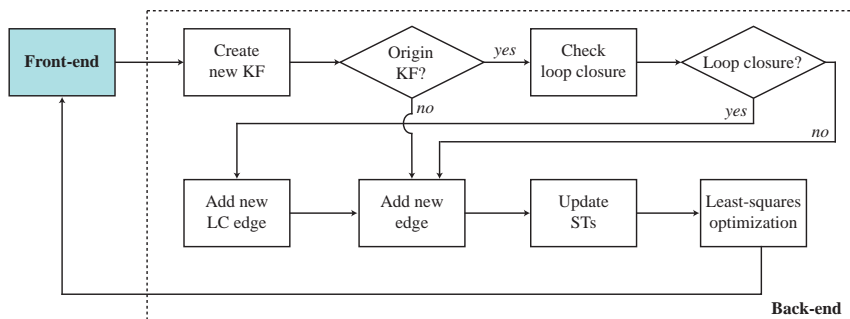 Front-end
Create
new KF
Origin
KF?
yes
Check
loop closure
Loop closure?
no
yes
no
Add new
LC edge
Add new
edge
Update
STs
Least-squares
optimization
Back-end